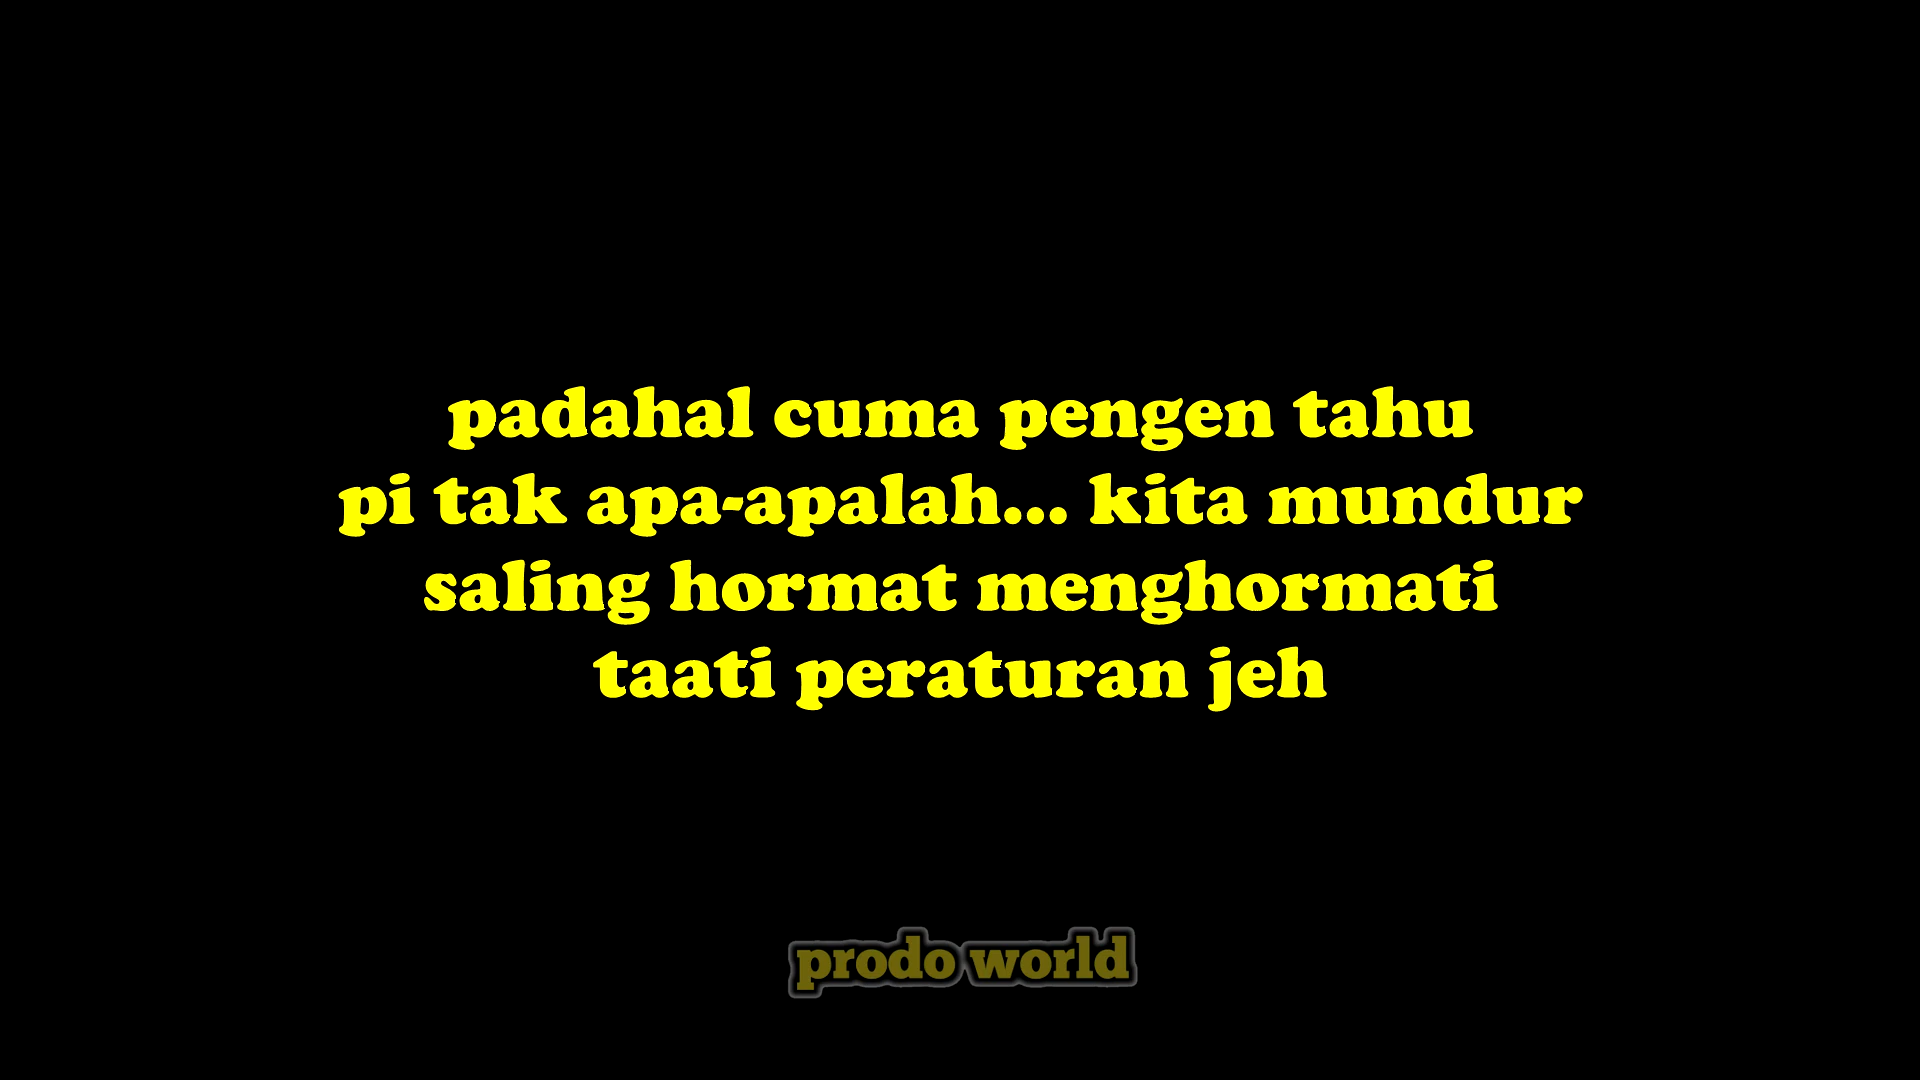 padahal cuma pengen tahu
pi tak apa-apalah... kita mundur
saling hormat menghormati
taati peraturan jeh
prodo world